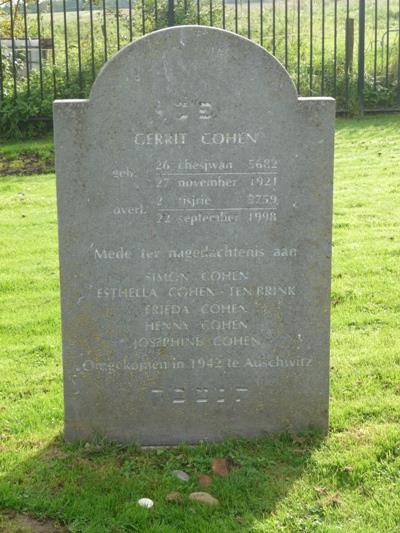 GERRIT COHEN
geb.
26 chesjwan 5682
27 november 1921
overl.
2 tisjrie 5759
22 september 1998
Mede ter nagedachtenis aan
SIMON COHEN
ESTHELLA COHEN-TEN BRINK
FRIEDA COHEN
HENNY COHEN
JOSEPHINE COHEN
Omgekomen in 1942 te Auschwitz
תנצבה